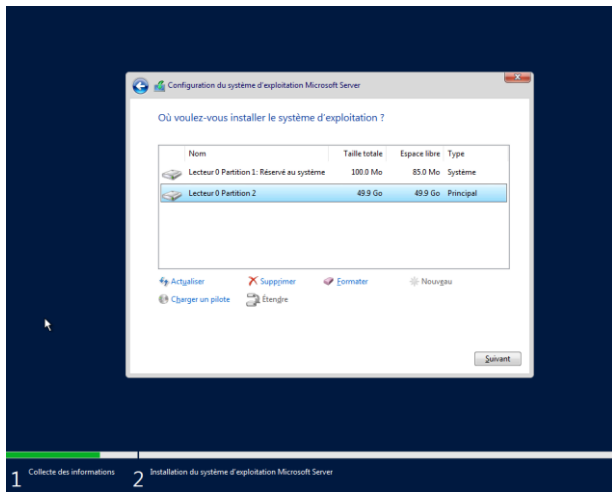 Configuration du système d'exploitation Microsoft Server
Où voulez-vous installer le système d'exploitation ?
Nom Taille totale Espace libre Type
Lecteur 0 Partition 1: Réservé au système 100.0 Mo 85.0 Mo Système
Lecteur 0 Partition 2 49.9 Go 49.9 Go Principal
Actualiser Supprimer Formater Nouveau
Charger un pilote Étendre
Suivant
1 Collecte des informations 2 Installation du système d'exploitation Microsoft Server